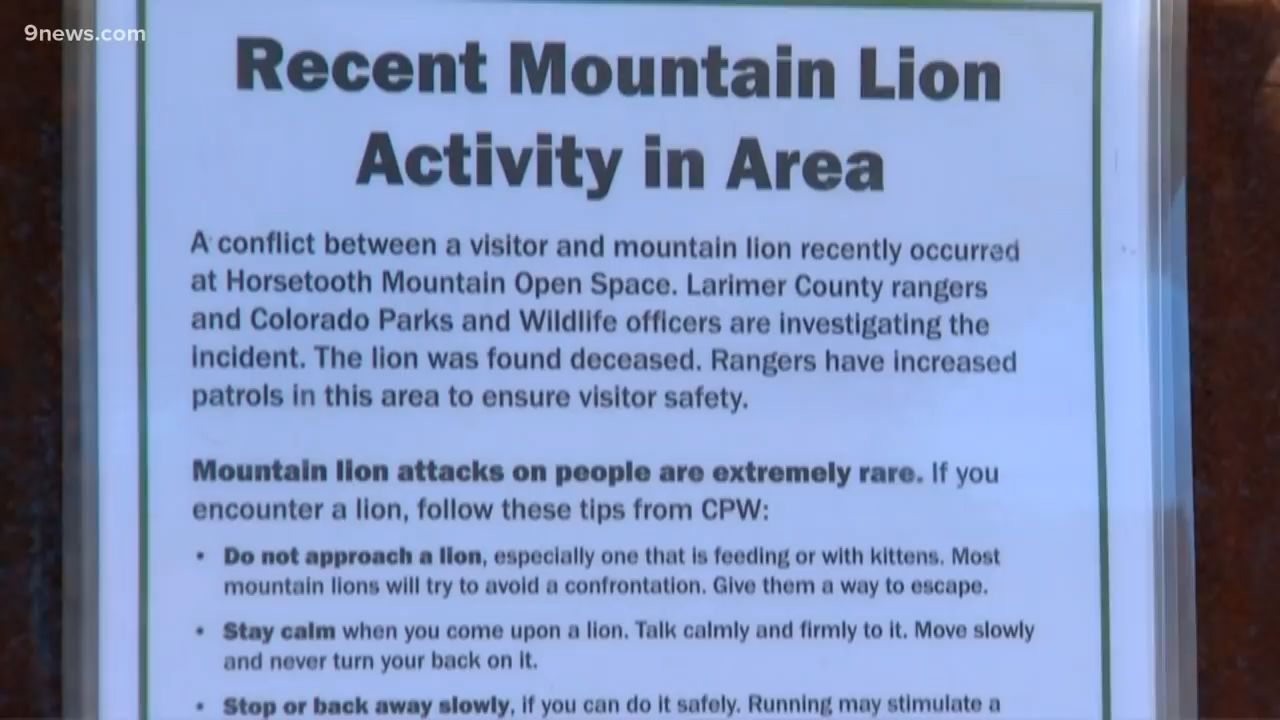 9news.com
Recent Mountain Lion
Activity in Area
A conflict between a visitor and mountain lion recently occurred
at Horsetooth Mountain Open Space. Larimer County rangers
and Colorado Parks and Wildlife officers are investigating the
incident. The lion was found deceased. Rangers have increased
patrols in this area to ensure visitor safety.
Mountain lion attacks on people are extremely rare. If you
encounter a lion, follow these tips from CPW:
• Do not approach a lion, especially one that is feeding or with kittens. Most
mountain lions will try to avoid a confrontation. Give them a way to escape.
• Stay calm when you come upon a lion. Talk calmly and firmly to it. Move slowly
and never turn your back on it.
• Stop or back away slowly, if you can do it safely. Running may stimulate a